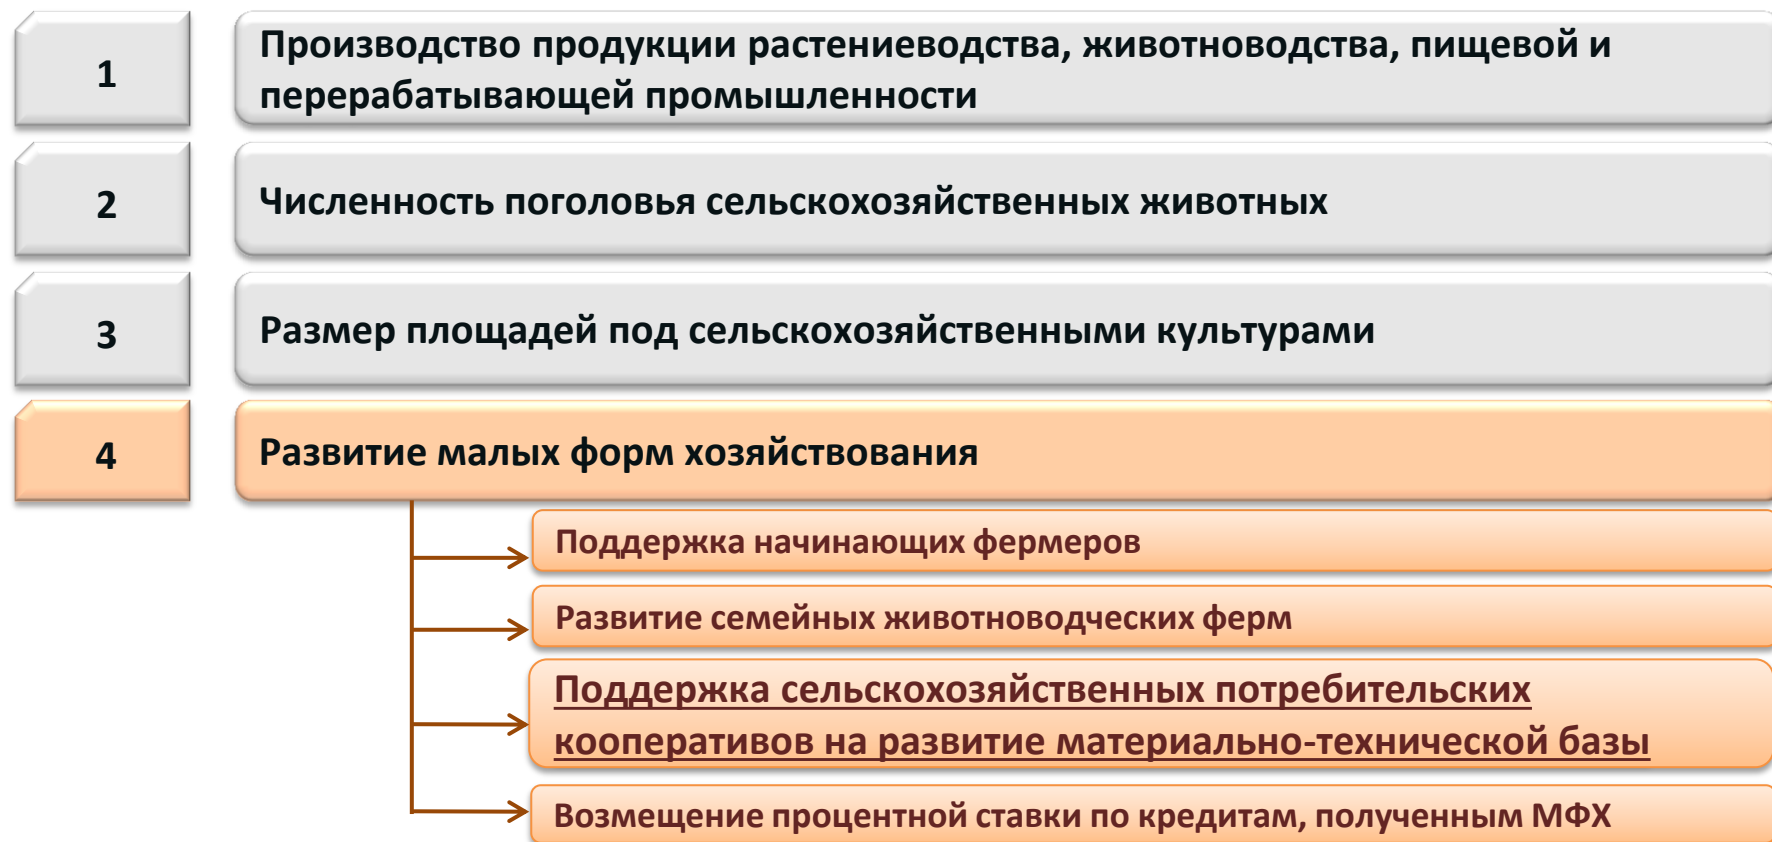 1
Производство продукции растениеводства, животноводства, пищевой и
перерабатывающей промышленности
2
Численность поголовья сельскохозяйственных животных
3
Размер площадей под сельскохозяйственными культурами
4
Развитие малых форм хозяйствования
Поддержка начинающих фермеров
Развитие семейных животноводческих ферм
Поддержка сельскохозяйственных потребительских
кооперативов на развитие материально-технической базы
Возмещение процентной ставки по кредитам, полученным МФХ